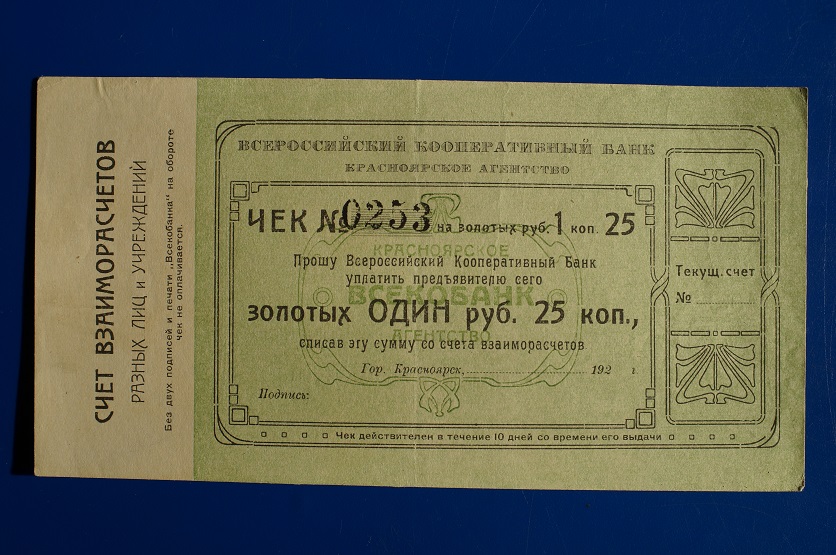 СЧЕТ ВЗАИМОРАСЧЕТОВ
РАЗНЫХ ЛИЦ и УЧРЕЖДЕНИЙ
Без двух подписей и печати „Всекобанка" на обороте
чек не оплачивается.
ВСЕРОССИЙСКИЙ КООПЕРАТИВНЫЙ БАНК
КРАСНОЯРСКОЕ АГЕНТСТВО
ЧЕК № 0253 на золотых руб. 1 коп. 25
КРАСНОЯРСКОЕ
Прошу Всероссийский Кооперативный Банк
уплатить предъявителю сего
ВСЕКОБАНК
золотых ОДИН руб. 25 коп.,
АГЕНТСТВО
списав эту сумму со счета взаиморасчетов
Гор. Красноярск, 192 г.
Подпись:
Чек действителен в течение 10 дней со времени его выдачи
Текущ. счет
№